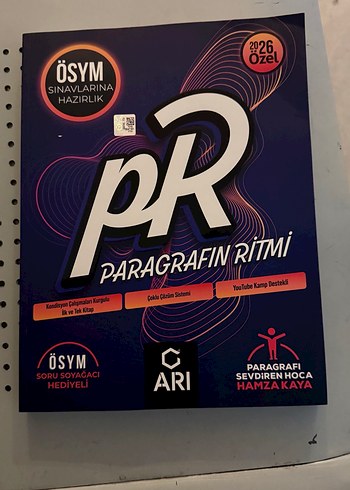 ÖSYM
SINAVLARINA
HAZIRLIK
2026
Özel
PR
PARAGRAFIN RİTMİ
Kondisyon Çalışmaları Kurgulu
İlk ve Tek Kitap
Çoklu Çözüm Sistemi
YouTube Kamp Destekli
ÖSYM
SORU SOYAĞACI
HEDİYELİ
ARI
PARAGRAFI
SEVDİREN HOCA
HAMZA KAYA